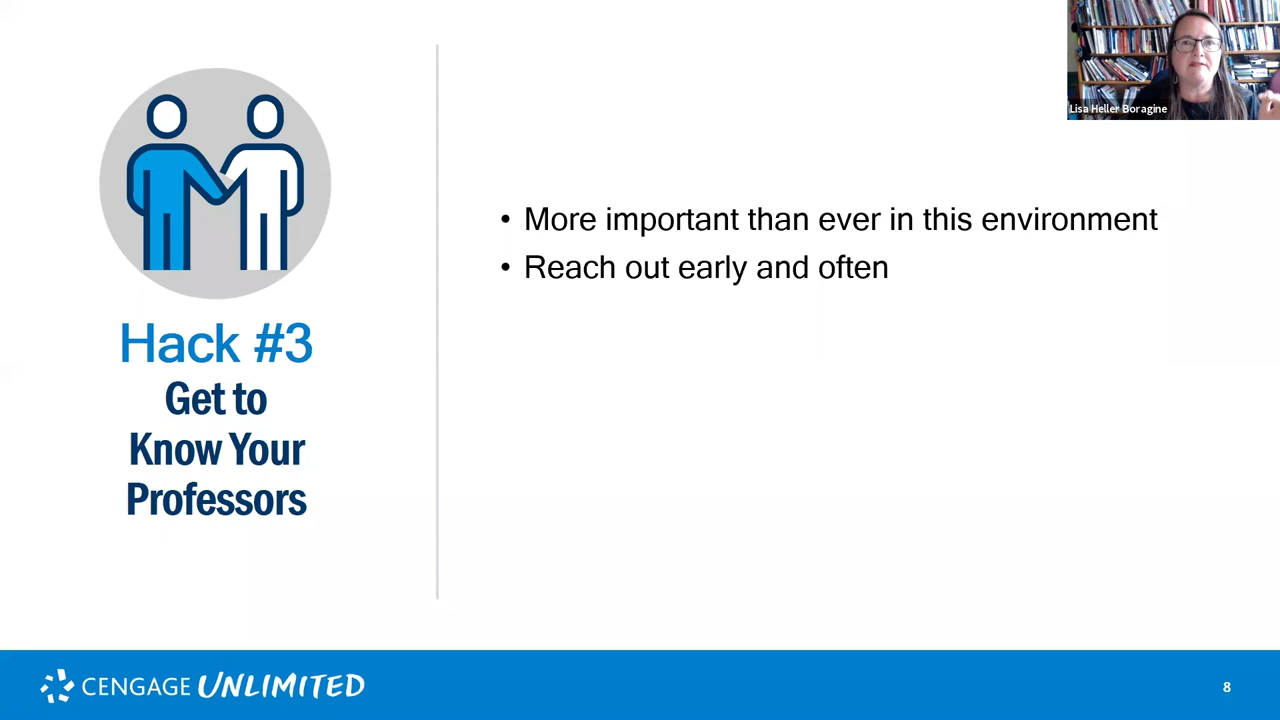 Lisa Heller Boragine
Hack #3
Get to
Know Your
Professors
• More important than ever in this environment
• Reach out early and often
CENGAGE UNLIMITED
8